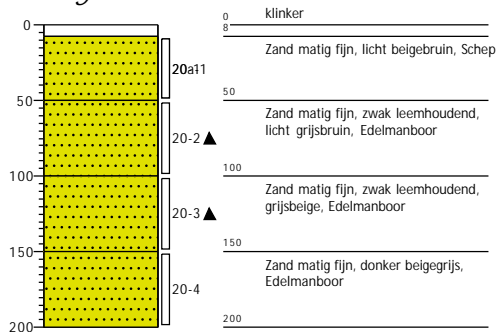 0
50
100
150
200
20-2
20-3
20-4
0
klinker
8
Zand matig fijn, licht beigebruin, Schep
50
Zand matig fijn, zwak leemhoudend,
licht grijsbruin, Edelmanboor
100
Zand matig fijn, zwak leemhoudend,
grijsbeige, Edelmanboor
150
Zand matig fijn, donker beigegrijs,
Edelmanboor
200